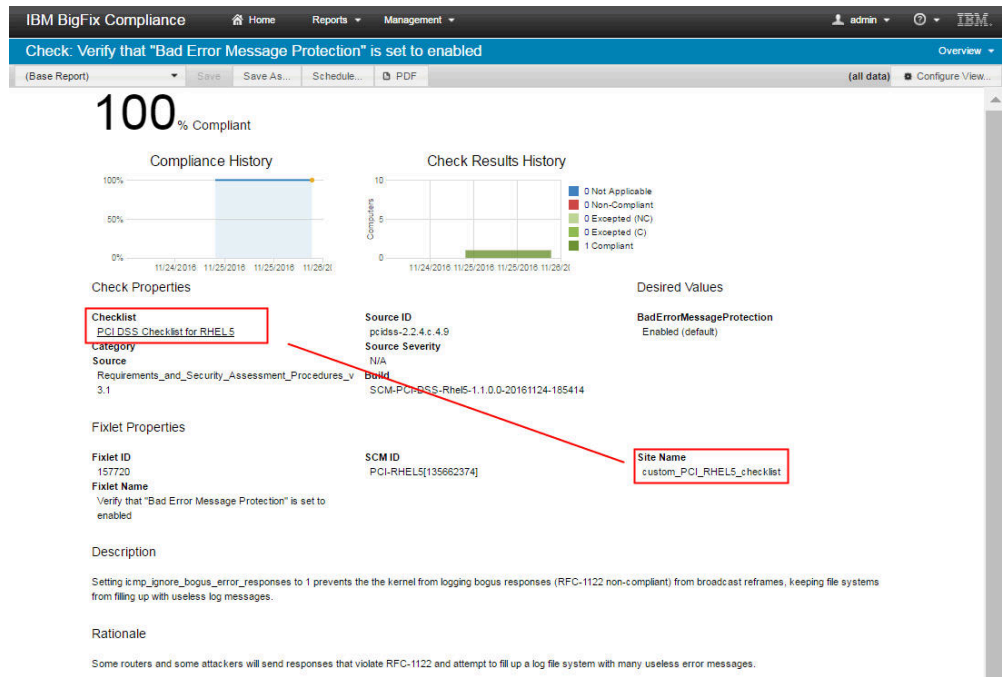 IBM BigFix Compliance Home Reports Management admin IBM.
Check: Verify that "Bad Error Message Protection" is set to enabled Overview
(Base Report) Save Save As... Schedule... PDF (all data) Configure View...
100% Compliant
Compliance History
100%
50%
0%
11/24/2016 11/25/2016 11/25/2016 11/26/20
Check Results History
Computers
10
5
0
11/24/2016 11/25/2016 11/25/2016 11/26/20
0 Not Applicable
0 Non-Compliant
0 Excepted (NC)
0 Excepted (C)
1 Compliant
Check Properties
Checklist
PCI DSS Checklist for RHEL 5
Category
Source
Requirements_and_Security_Assessment_Procedures_v
3.1
Source ID
pcidss-2.2.4.c.4.9
Source Severity
N/A
Build
SCM-PCI-DSS-Rhel5-1.1.0.0-20161124-185414
Desired Values
BadErrorMessageProtection
Enabled (default)
Fixlet Properties
Fixlet ID
157720
Fixlet Name
Verify that "Bad Error Message Protection" is set to
enabled
SCM ID
PCI-RHEL5[135662374]
Site Name
custom_PCI_RHEL5_checklist
Description
Setting icmp_ignore_bogus_error_responses to 1 prevents the the kernel from logging bogus responses (RFC-1122 non-compliant) from broadcast reframes, keeping file systems
from filling up with useless log messages.
Rationale
Some routers and some attackers will send responses that violate RFC-1122 and attempt to fill up a log file system with many useless error messages.